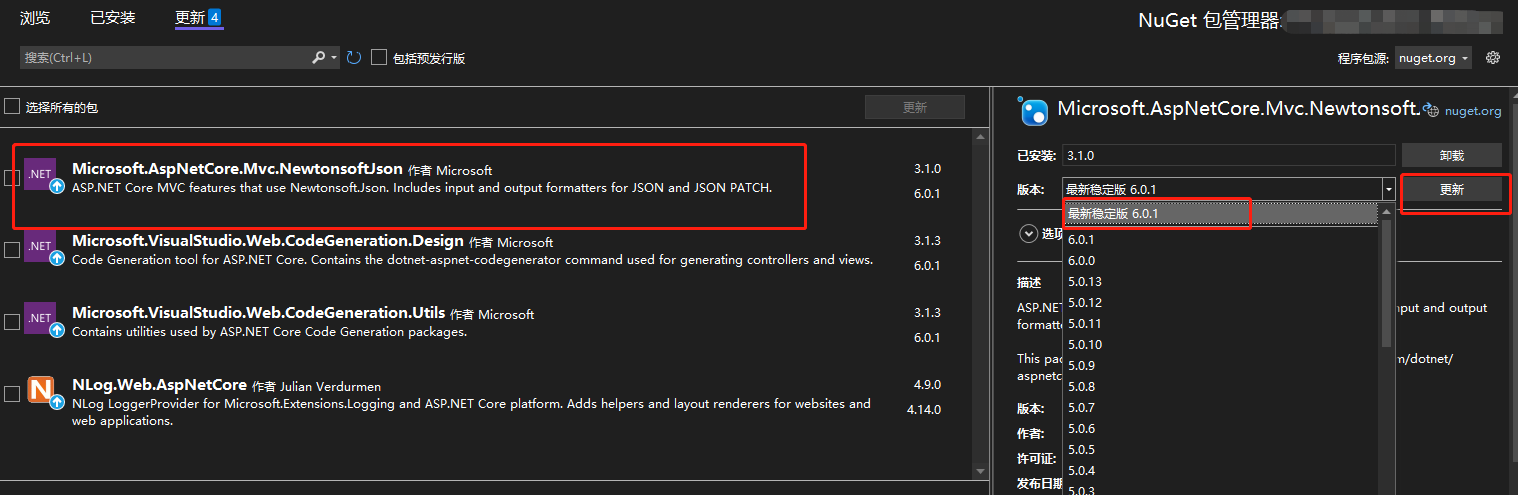 浏览 已安装 更新 4
NuGet 包管理器:
搜索(Ctrl+L) 包括预发行版 程序包源: nuget.org
选择所有的包 更新
.NET
Microsoft.AspNetCore.Mvc.NewtonsoftJson 作者 Microsoft 3.1.0
ASP.NET Core MVC features that use Newtonsoft.Json. Includes input and output formatters for JSON and JSON PATCH. 6.0.1
.NET
Microsoft.VisualStudio.Web.CodeGeneration.Design 作者 Microsoft 3.1.3
Code Generation tool for ASP.NET Core. Contains the dotnet-aspnet-codegenerator command used for generating controllers and views. 6.0.1
.NET
Microsoft.VisualStudio.Web.CodeGeneration.Utils 作者 Microsoft 3.1.3
Contains utilities used by ASP.NET Core Code Generation packages. 6.0.1
N
NLog.Web.AspNetCore 作者 Julian Verdurmen 4.9.0
NLog LoggerProvider for Microsoft.Extensions.Logging and ASP.NET Core platform. Adds helpers and layout renderers for websites and 4.14.0
web applications.
Microsoft.AspNetCore.Mvc.Newtonsoft. nuget.org
已安装: 3.1.0 卸载
版本: 最新稳定版 6.0.1 更新
最新稳定版 6.0.1
6.0.1
6.0.0
5.0.13
5.0.12
5.0.11
5.0.10
5.0.9
5.0.8
5.0.7
5.0.6
5.0.5
5.0.4
5.0.3
选项
描述
ASP.NET put and output
formatte
This pac m/dotnet/
aspnetc
版本:
作者:
许可证:
发布日期